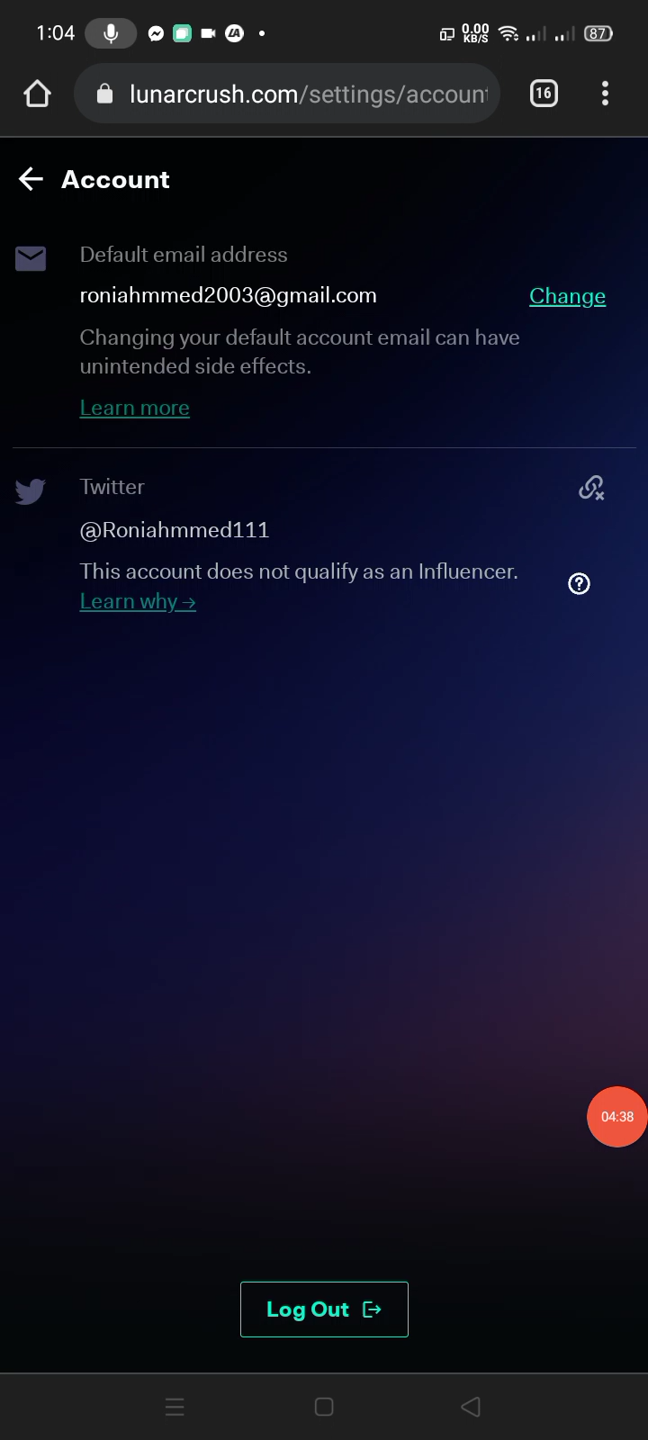 1:04
0.00
KB/S
87
lunarcrush.com/settings/account
16
Account
Default email address
roniahmmed2003@gmail.com
Change
Changing your default account email can have
unintended side effects.
Learn more
Twitter
@Roniahmmed111
This account does not qualify as an Influencer.
Learn why →
04:38
Log Out